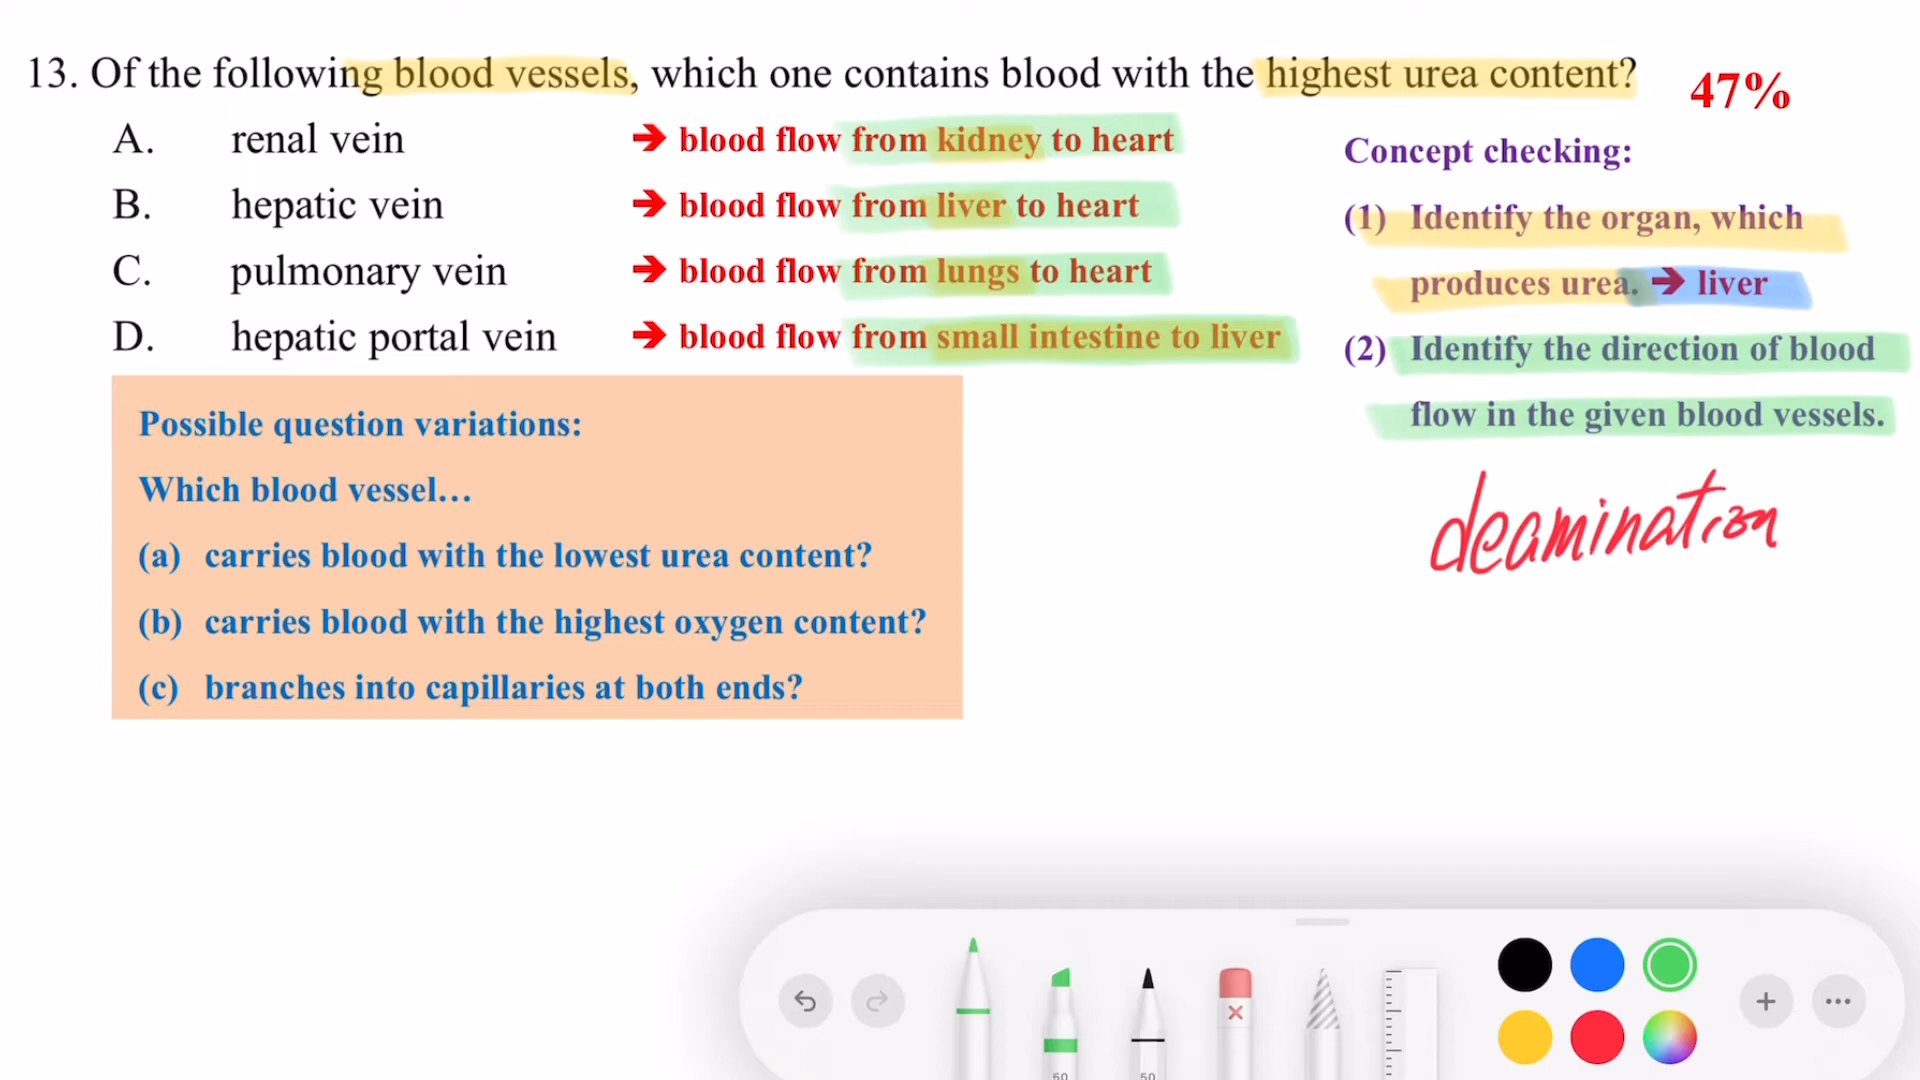 13. Of the following blood vessels, which one contains blood with the highest urea content?
47%
A. renal vein ➔ blood flow from kidney to heart
B. hepatic vein ➔ blood flow from liver to heart
C. pulmonary vein ➔ blood flow from lungs to heart
D. hepatic portal vein ➔ blood flow from small intestine to liver
Concept checking:
(1) Identify the organ, which
produces urea. ➔ liver
(2) Identify the direction of blood
flow in the given blood vessels.
deamination
Possible question variations:
Which blood vessel…
(a) carries blood with the lowest urea content?
(b) carries blood with the highest oxygen content?
(c) branches into capillaries at both ends?
50 50